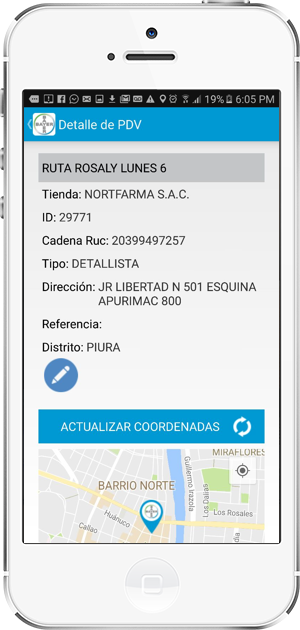 19% 6:05 PM
BAYER
Detalle de PDV
RUTA ROSALY LUNES 6
Tienda: NORTFARMA S.A.C.
ID: 29771
Cadena Ruc: 20399497257
Tipo: DETALLISTA
Dirección: JR LIBERTAD N 501 ESQUINA
APURIMAC 800
Referencia:
Distrito: PIURA
ACTUALIZAR COORDENADAS
MIRAFLORES
Guillermo Irazola
BARRIO NORTE
Los Dalias
Los Rosales
Huánuco
Callao